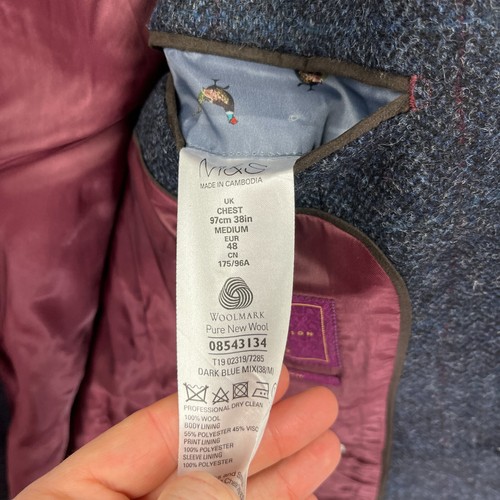 M&S
MADE IN CAMBODIA
UK
CHEST
97cm 38in
MEDIUM
EUR
48
CN
175/96A
WOOLMARK
Pure New Wool
08543134
T19 02319/7285
DARK BLUE MIX(38/M)
PROFESSIONAL DRY CLEAN
100% WOOL
BODY LINING
55% POLYESTER 45% VISC
PRINT LINING
100% POLYESTER
SLEEVE LINING
100% POLYESTER